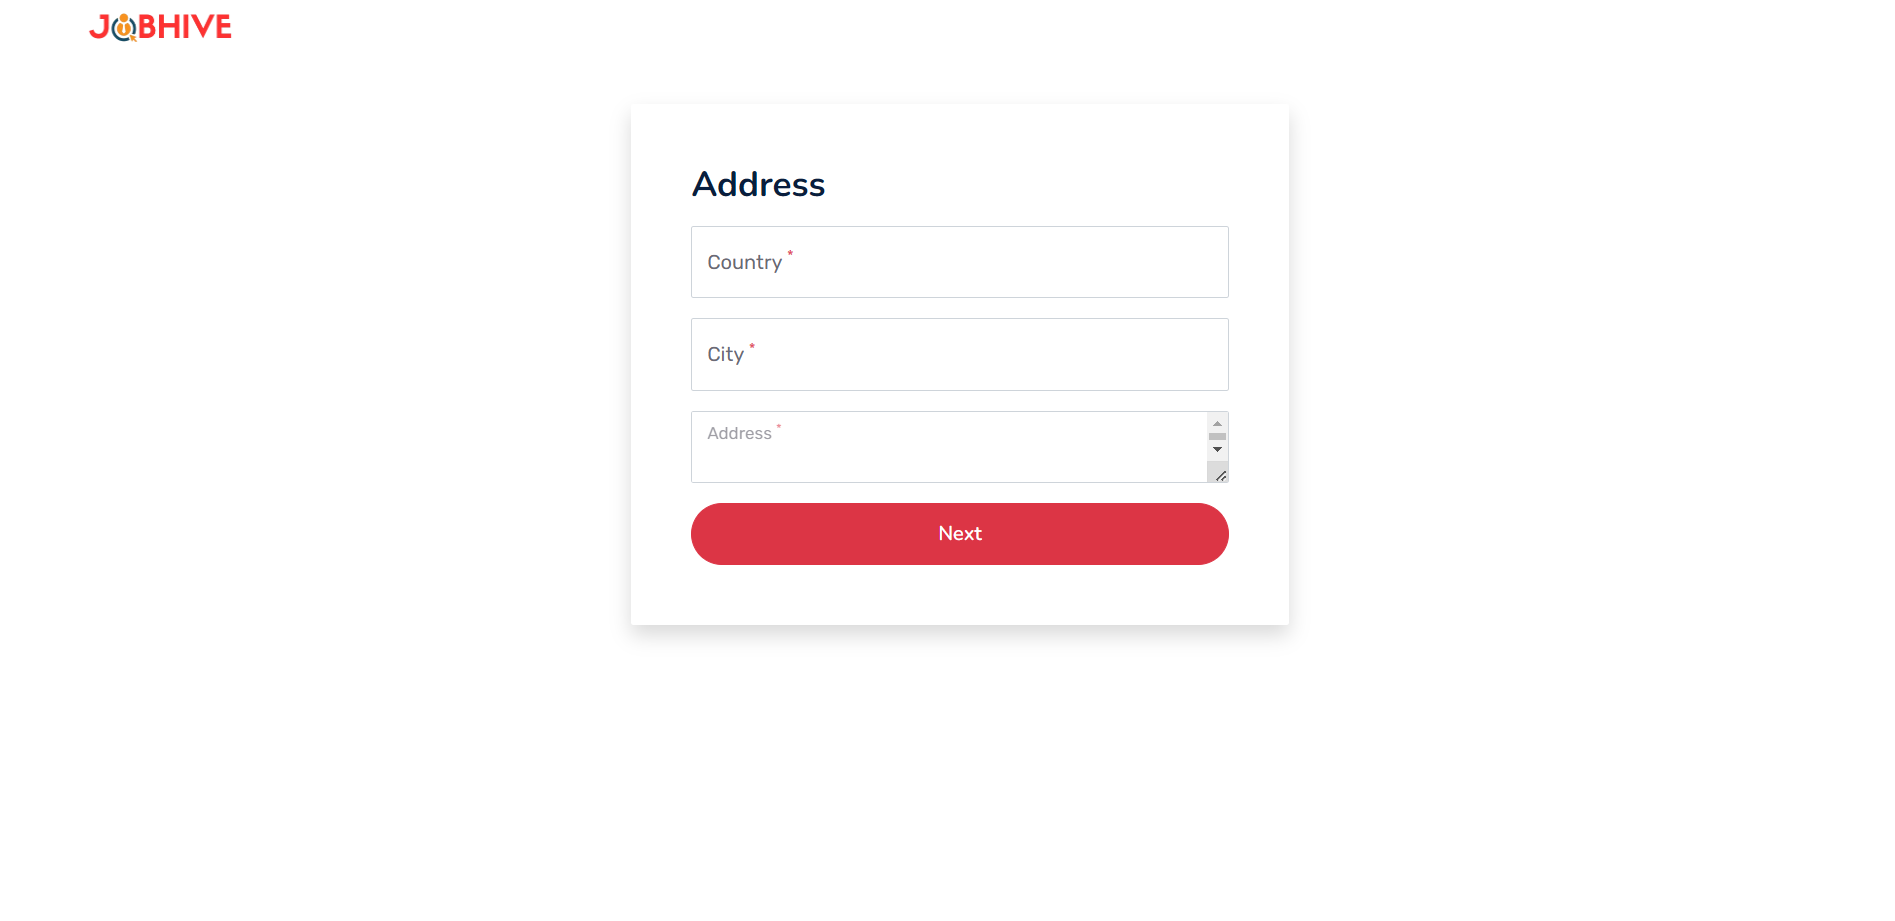 JOBHIVE
Address
Country *
City *
Address *
Next